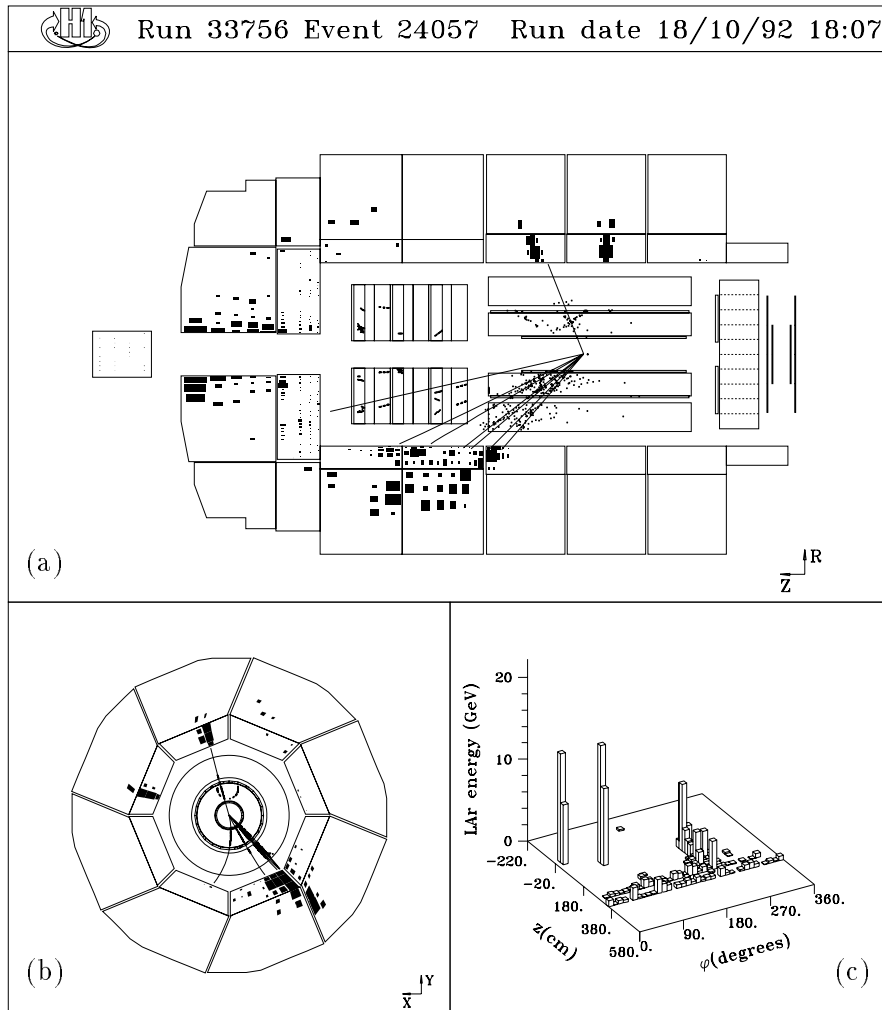 H1 Run 33756 Event 24057 Run date 18/10/92 18:07
(a)
R
Z
(b)
Y
X
LAr energy (GeV)
20
10
0
-220.
-20.
180.
380.
580.
z(cm)
0.
90.
180.
270.
360.
φ(degrees)
(c)